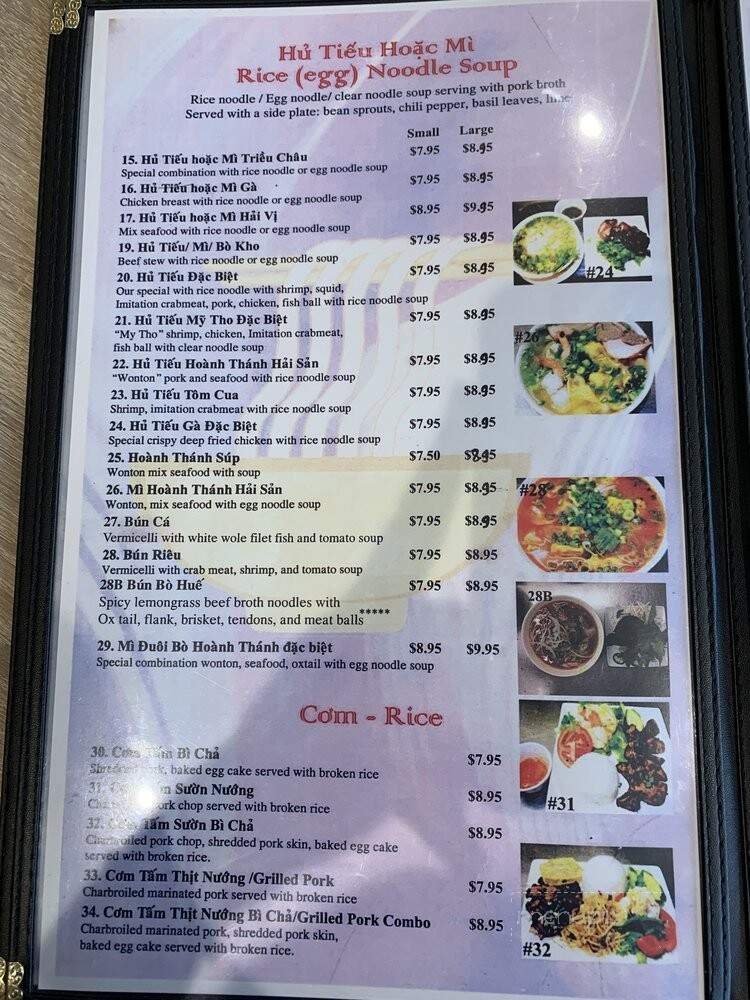 Hủ Tiếu Hoặc Mì
Rice (egg) Noodle Soup
Rice noodle / Egg noodle/ clear noodle soup serving with pork broth
Served with a side plate: bean sprouts, chili pepper, basil leaves, lime
Small Large
15. Hủ Tiếu hoặc Mì Triều Châu $7.95 $8.95
Special combination with rice noodle or egg noodle soup
16. Hủ Tiếu hoặc Mì Gà $7.95 $8.95
Chicken breast with rice noodle or egg noodle soup
17. Hủ Tiếu hoặc Mì Hải Vị $8.95 $9.95
Mix seafood with rice noodle or egg noodle soup
19. Hủ Tiếu/ Mì/ Bò Kho $7.95 $8.95
Beef stew with rice noodle or egg noodle soup
20. Hủ Tiếu Đặc Biệt $7.95 $8.95
Our special with rice noodle with shrimp, squid,
Imitation crabmeat, pork, chicken, fish ball with rice noodle soup
21. Hủ Tiếu Mỹ Tho Đặc Biệt $7.95 $8.95
“My Tho” shrimp, chicken, Imitation crabmeat,
fish ball with clear noodle soup
22. Hủ Tiếu Hoành Thánh Hải Sản $7.95 $8.95
“Wonton” pork and seafood with rice noodle soup
23. Hủ Tiếu Tôm Cua $7.95 $8.95
Shrimp, imitation crabmeat with rice noodle soup
24. Hủ Tiếu Gà Đặc Biệt $7.95 $8.95
Special crispy deep fried chicken with rice noodle soup
25. Hoành Thánh Súp $7.50
Wonton mix seafood with soup
26. Mì Hoành Thánh Hải Sản $7.95 $8.95
Wonton, mix seafood with egg noodle soup
27. Bún Cá $7.95 $8.95
Vermicelli with white wole filet fish and tomato soup
28. Bún Riêu $7.95 $8.95
Vermicelli with crab meat, shrimp, and tomato soup
28B Bún Bò Huế $7.95 $8.95
Spicy lemongrass beef broth noodles with
Ox tail, flank, brisket, tendons, and meat balls *****
29. Mì Đuôi Bò Hoành Thánh đặc biệt $8.95 $9.95
Special combination wonton, seafood, oxtail with egg noodle soup
#24
#26
#28
28B
Cơm - Rice
30. Cơm Tấm Bì Chả $7.95
Shredded pork, baked egg cake served with broken rice
31. Sườn Nướng $8.95
pork chop served with broken rice
32. Cơm Tấm Sườn Bì Chả $8.95
Charbroiled pork chop, shredded pork skin, baked egg cake
served with broken rice.
33. Cơm Tấm Thịt Nướng /Grilled Pork $7.95
Charbroiled marinated pork served with broken rice
34. Cơm Tấm Thịt Nướng Bì Chả/Grilled Pork Combo $8.95
Charbroiled marinated pork, shredded pork skin,
baked egg cake served with broken rice.
#31
#32